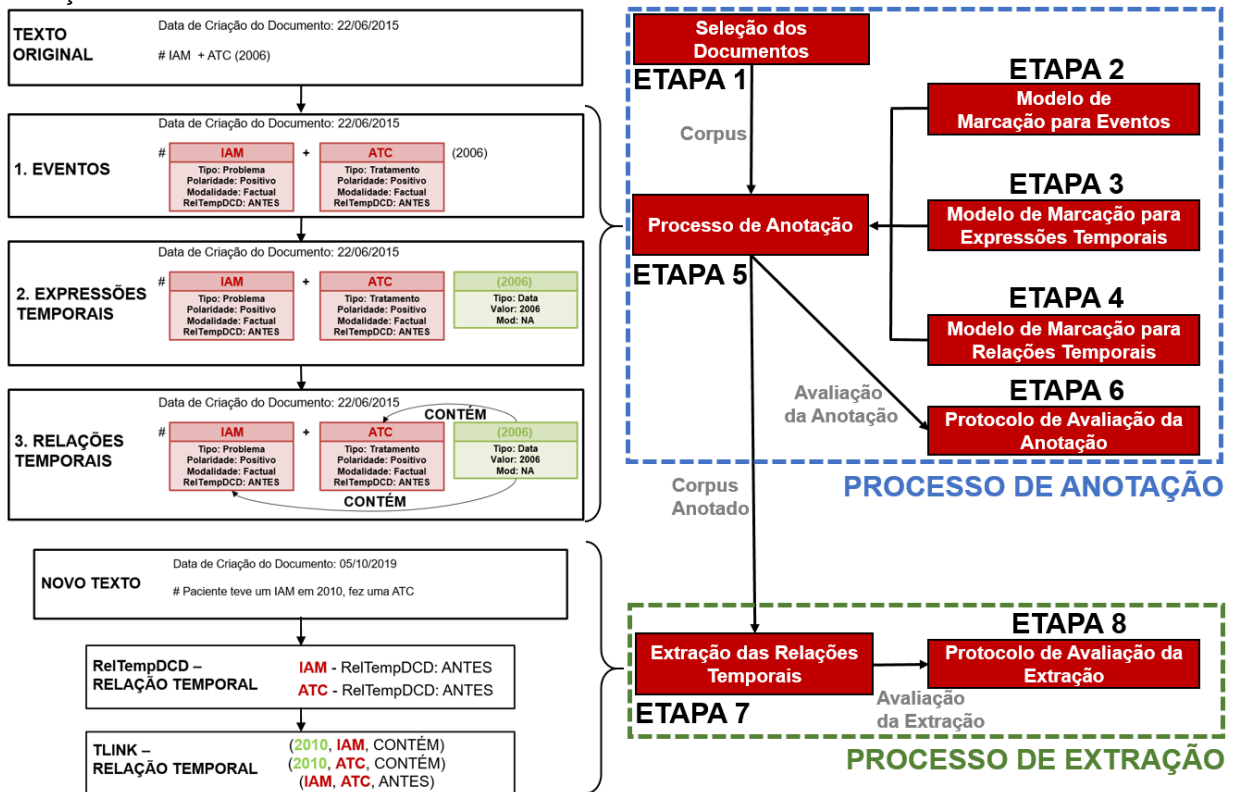 TEXTO
ORIGINAL
Data de Criação do Documento: 22/06/2015
# IAM + ATC (2006)
1. EVENTOS
Data de Criação do Documento: 22/06/2015
# IAM + ATC (2006)
Tipo: Problema
Polaridade: Positivo
Modalidade: Factual
RelTempDCD: ANTES
Tipo: Tratamento
Polaridade: Positivo
Modalidade: Factual
RelTempDCD: ANTES
2. EXPRESSÕES
TEMPORAIS
Data de Criação do Documento: 22/06/2015
# IAM + ATC (2006)
Tipo: Problema
Polaridade: Positivo
Modalidade: Factual
RelTempDCD: ANTES
Tipo: Tratamento
Polaridade: Positivo
Modalidade: Factual
RelTempDCD: ANTES
Tipo: Data
Valor: 2006
Mod: NA
3. RELAÇÕES
TEMPORAIS
Data de Criação do Documento: 22/06/2015
CONTÉM
# IAM + ATC (2006)
Tipo: Problema
Polaridade: Positivo
Modalidade: Factual
RelTempDCD: ANTES
Tipo: Tratamento
Polaridade: Positivo
Modalidade: Factual
RelTempDCD: ANTES
Tipo: Data
Valor: 2006
Mod: NA
CONTÉM
NOVO TEXTO
Data de Criação do Documento: 05/10/2019
# Paciente teve um IAM em 2010, fez uma ATC
RelTempDCD –
RELAÇÃO TEMPORAL
IAM - RelTempDCD: ANTES
ATC - RelTempDCD: ANTES
TLINK –
RELAÇÃO TEMPORAL
(2010, IAM, CONTÉM)
(2010, ATC, CONTÉM)
(IAM, ATC, ANTES)
Seleção dos
Documentos
ETAPA 1
Corpus
ETAPA 2
Modelo de
Marcação para Eventos
ETAPA 3
Modelo de Marcação para
Expressões Temporais
Processo de Anotação
ETAPA 5
ETAPA 4
Modelo de Marcação para
Relações Temporais
Avaliação
da Anotação
ETAPA 6
Protocolo de Avaliação da
Anotação
Corpus
Anotado
PROCESSO DE ANOTAÇÃO
Extração das Relações
Temporais
ETAPA 7
ETAPA 8
Protocolo de Avaliação da
Extração
Avaliação
da Extração
PROCESSO DE EXTRAÇÃO